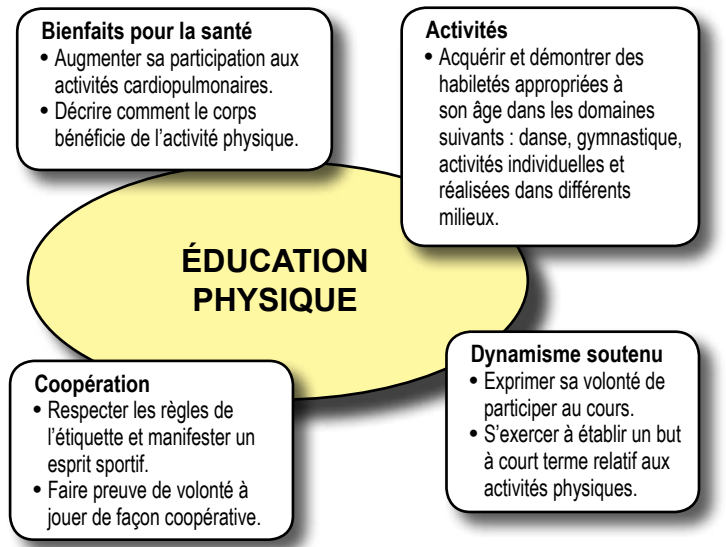 Bienfaits pour la santé
• Augmenter sa participation aux
activités cardiopulmonaires.
• Décrire comment le corps
bénéficie de l'activité physique.
Activités
• Acquérir et démontrer des
habiletés appropriées à
son âge dans les domaines
suivants : danse, gymnastique,
activités individuelles et
réalisées dans différents
milieux.
ÉDUCATION
PHYSIQUE
Coopération
• Respecter les règles de
l'étiquette et manifester un
esprit sportif.
• Faire preuve de volonté à
jouer de façon coopérative.
Dynamisme soutenu
• Exprimer sa volonté de
participer au cours.
• S'exercer à établir un but
à court terme relatif aux
activités physiques.